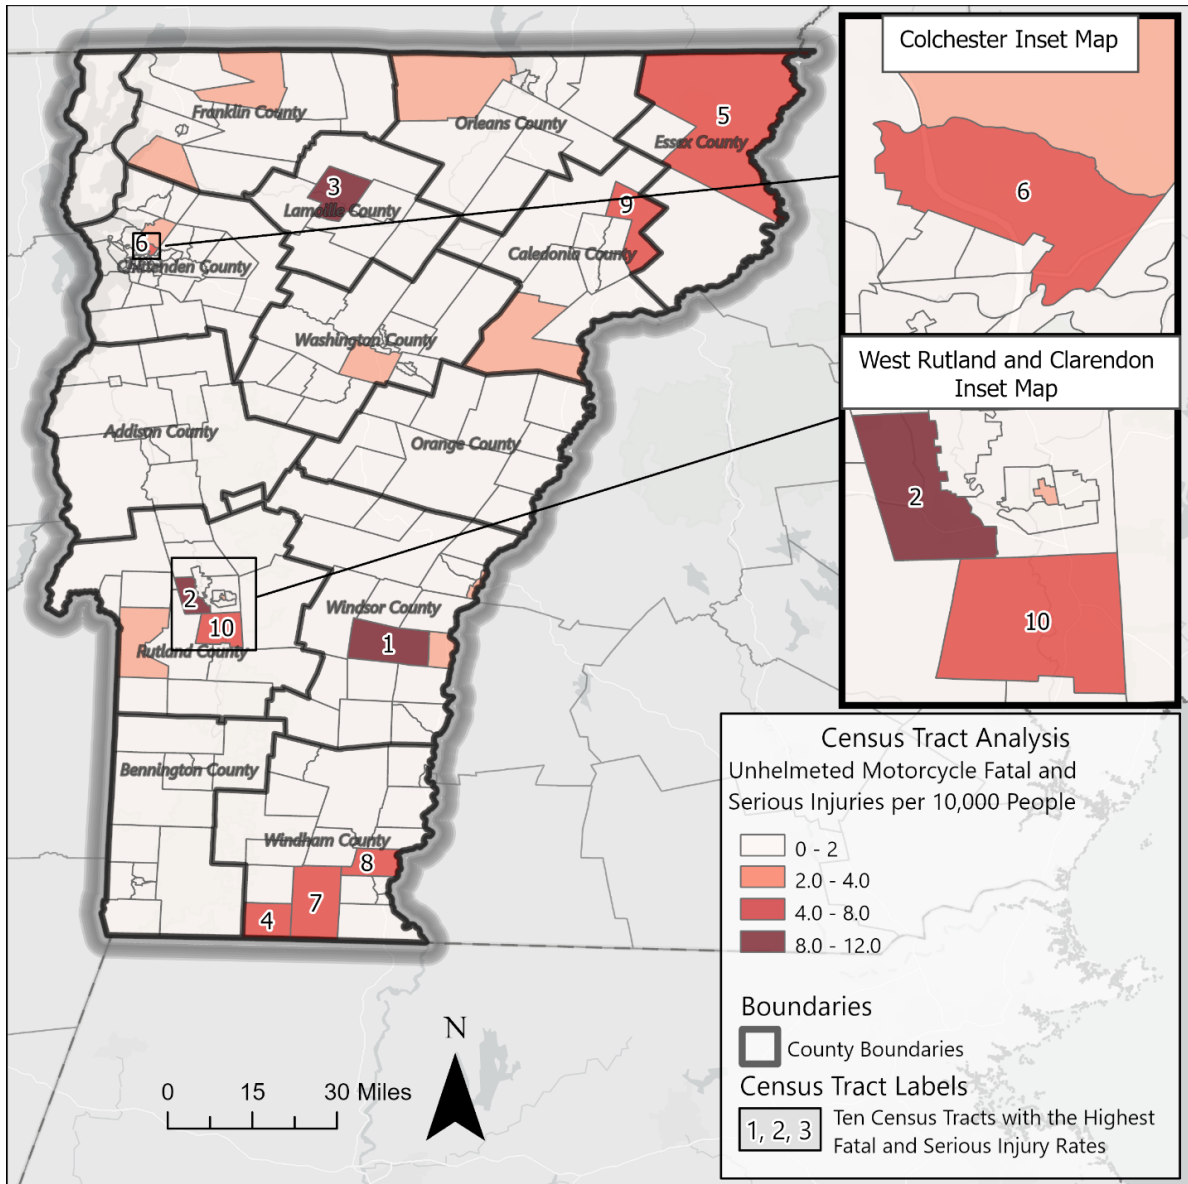 Colchester Inset Map
Franklin County
Orleans County
5
Essex County
3
Lamoille County
9
6
6
Chittenden County
Caledonia County
Washington County
West Rutland and Clarendon
Inset Map
Addison County
Orange County
2
2
10
Windsor County
10
1
Rutland County
Bennington County
Windham County
8
7
4
Census Tract Analysis
Unhelmeted Motorcycle Fatal and
Serious Injuries per 10,000 People
0 - 2
2.0 - 4.0
4.0 - 8.0
8.0 - 12.0
Boundaries
County Boundaries
Census Tract Labels
1, 2, 3
Ten Census Tracts with the Highest
Fatal and Serious Injury Rates
N
0 15 30 Miles